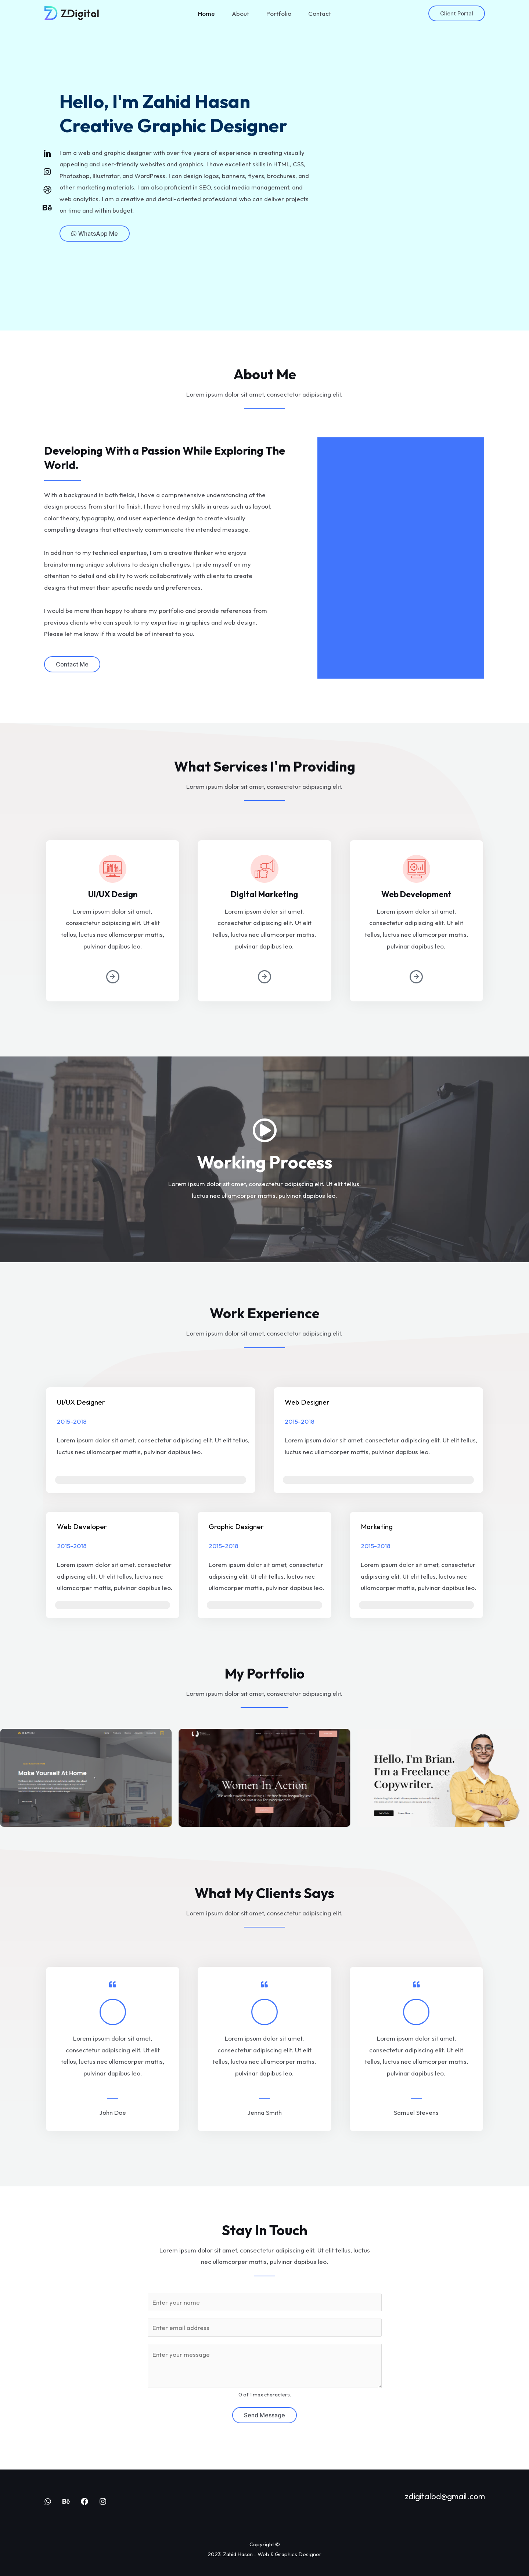 ZDigital
Home About Portfolio Contact
Client Portal
Hello, I'm Zahid Hasan
Creative Graphic Designer
I am a web and graphic designer with over five years of experience in creating visually
appealing and user-friendly websites and graphics. I have excellent skills in HTML, CSS,
Photoshop, Illustrator, and WordPress. I can design logos, banners, flyers, brochures, and
other marketing materials. I am also proficient in SEO, social media management, and
web analytics. I am a creative and detail-oriented professional who can deliver projects
on time and within budget.
WhatsApp Me
About Me
Lorem ipsum dolor sit amet, consectetur adipiscing elit.
Developing With a Passion While Exploring The
World.
With a background in both fields, I have a comprehensive understanding of the
design process from start to finish. I have honed my skills in areas such as layout,
color theory, typography, and user experience design to create visually
compelling designs that effectively communicate the intended message.
In addition to my technical expertise, I am a creative thinker who enjoys
brainstorming unique solutions to design challenges. I pride myself on my
attention to detail and ability to work collaboratively with clients to create
designs that meet their specific needs and preferences.
I would be more than happy to share my portfolio and provide references from
previous clients who can speak to my expertise in graphics and web design.
Please let me know if this would be of interest to you.
Contact Me
What Services I'm Providing
Lorem ipsum dolor sit amet, consectetur adipiscing elit.
UI/UX Design
Lorem ipsum dolor sit amet,
consectetur adipiscing elit. Ut elit
tellus, luctus nec ullamcorper mattis,
pulvinar dapibus leo.
Digital Marketing
Lorem ipsum dolor sit amet,
consectetur adipiscing elit. Ut elit
tellus, luctus nec ullamcorper mattis,
pulvinar dapibus leo.
Web Development
Lorem ipsum dolor sit amet,
consectetur adipiscing elit. Ut elit
tellus, luctus nec ullamcorper mattis,
pulvinar dapibus leo.
Working Process
Lorem ipsum dolor sit amet, consectetur adipiscing elit. Ut elit tellus,
luctus nec ullamcorper mattis, pulvinar dapibus leo.
Work Experience
Lorem ipsum dolor sit amet, consectetur adipiscing elit.
UI/UX Designer
2015-2018
Lorem ipsum dolor sit amet, consectetur adipiscing elit. Ut elit tellus,
luctus nec ullamcorper mattis, pulvinar dapibus leo.
Web Designer
2015-2018
Lorem ipsum dolor sit amet, consectetur adipiscing elit. Ut elit tellus,
luctus nec ullamcorper mattis, pulvinar dapibus leo.
Web Developer
2015-2018
Lorem ipsum dolor sit amet, consectetur
adipiscing elit. Ut elit tellus, luctus nec
ullamcorper mattis, pulvinar dapibus leo.
Graphic Designer
2015-2018
Lorem ipsum dolor sit amet, consectetur
adipiscing elit. Ut elit tellus, luctus nec
ullamcorper mattis, pulvinar dapibus leo.
Marketing
2015-2018
Lorem ipsum dolor sit amet, consectetur
adipiscing elit. Ut elit tellus, luctus nec
ullamcorper mattis, pulvinar dapibus leo.
My Portfolio
Lorem ipsum dolor sit amet, consectetur adipiscing elit.
Make Yourself At Home
Women In Action
Hello, I'm Brian.
I'm a Freelance
Copywriter.
What My Clients Says
Lorem ipsum dolor sit amet, consectetur adipiscing elit.
Lorem ipsum dolor sit amet,
consectetur adipiscing elit. Ut elit
tellus, luctus nec ullamcorper mattis,
pulvinar dapibus leo.
John Doe
Lorem ipsum dolor sit amet,
consectetur adipiscing elit. Ut elit
tellus, luctus nec ullamcorper mattis,
pulvinar dapibus leo.
Jenna Smith
Lorem ipsum dolor sit amet,
consectetur adipiscing elit. Ut elit
tellus, luctus nec ullamcorper mattis,
pulvinar dapibus leo.
Samuel Stevens
Stay In Touch
Lorem ipsum dolor sit amet, consectetur adipiscing elit. Ut elit tellus, luctus
nec ullamcorper mattis, pulvinar dapibus leo.
Enter your name
Enter email address
Enter your message
0 of 1 max characters.
Send Message
zdigitalbd@gmail.com
Copyright ©
2023 Zahid Hasan - Web & Graphics Designer